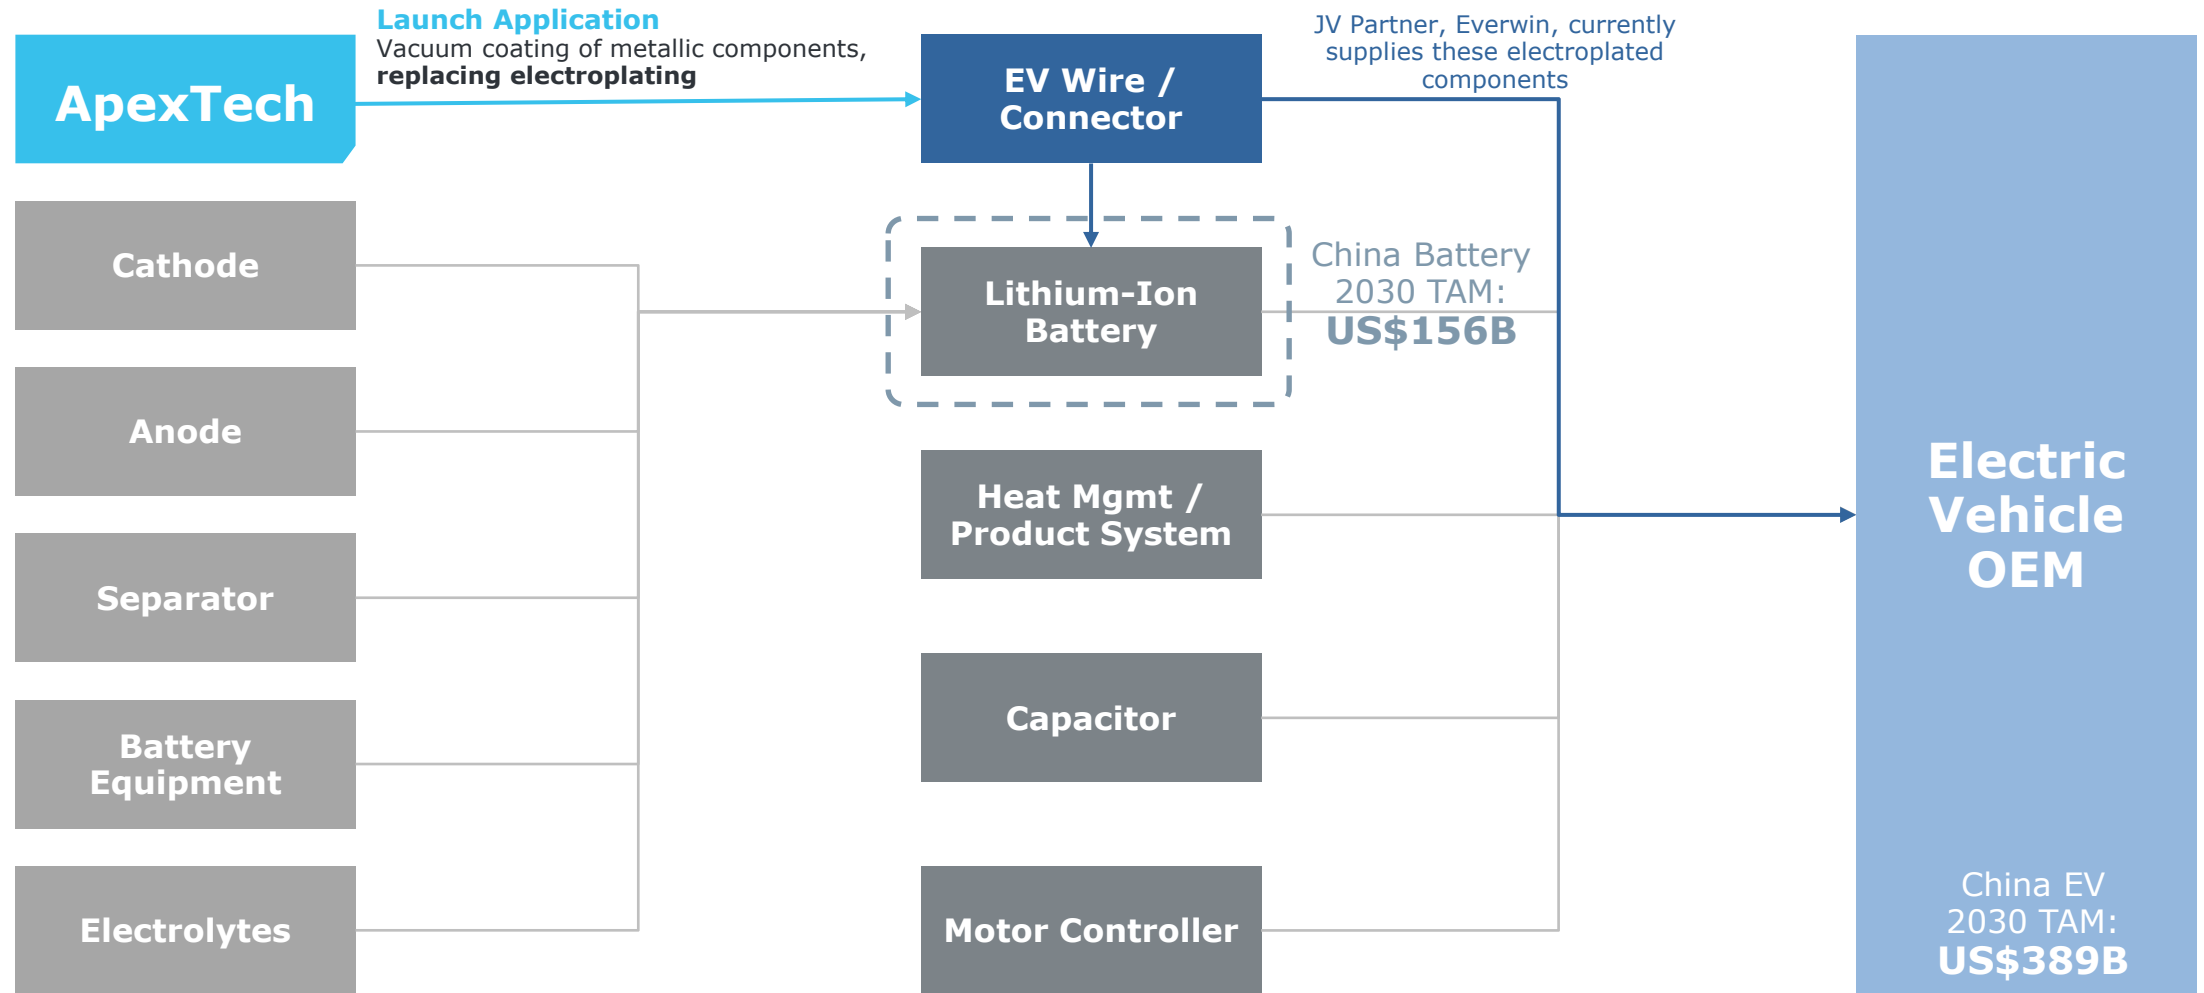 Launch Application
Vacuum coating of metallic components,
replacing electroplating
JV Partner, Everwin, currently
supplies these electroplated
components
ApexTech
EV Wire /
Connector
Cathode
Lithium-Ion
Battery
China Battery
2030 TAM:
US$156B
Anode
Heat Mgmt /
Product System
Electric
Vehicle
OEM
Separator
Capacitor
Battery
Equipment
Electrolytes
Motor Controller
China EV
2030 TAM:
US$389B